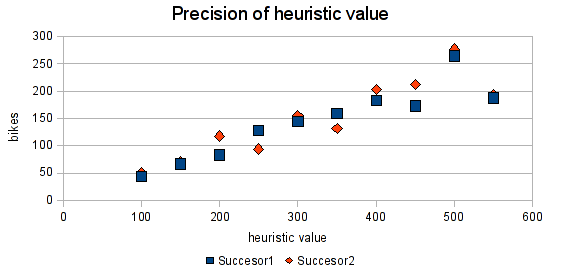 Precision of heuristic value
300
250
200
150
100
50
0
bikes
0 100 200 300 400 500 600
heuristic value
Succesor1 Succesor2